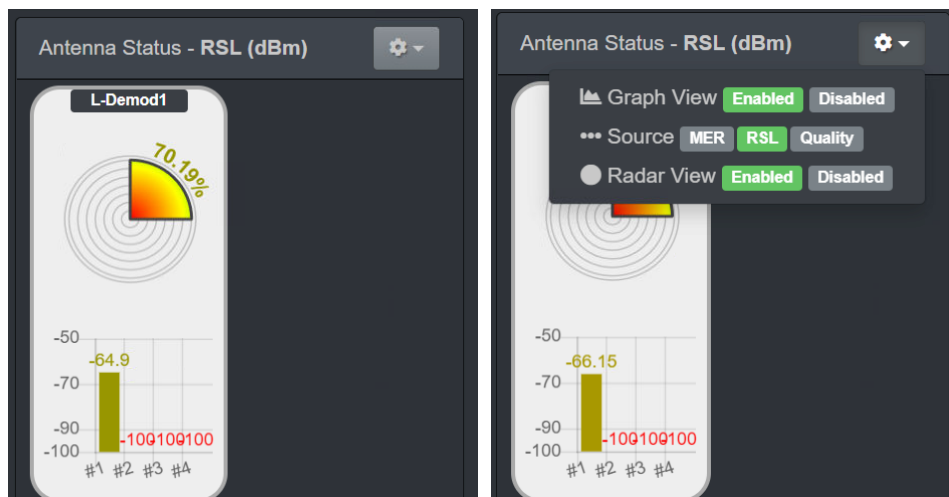 Antenna Status - RSL (dBm)
L-Demod1
70.19%
-50
-64.9
-70
-90
-100
-100
-100
-100
#1 #2 #3 #4
Antenna Status - RSL (dBm)
Graph View Enabled Disabled
Source MER RSL Quality
Radar View Enabled Disabled
-50
-66.15
-70
-90
-100
-100
-100
-100
#1 #2 #3 #4